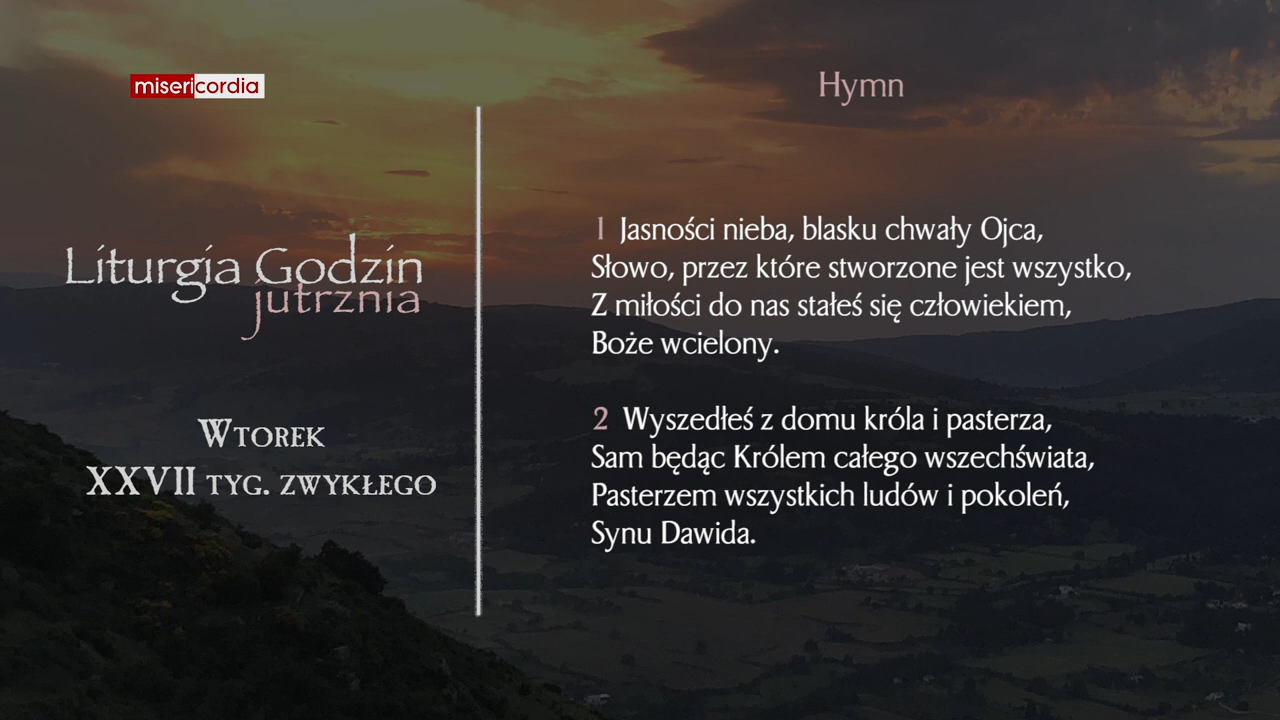 misericordia
Liturgia Godzin
jutrznia
Wtorek
XXVII tyg. zwykłego
Hymn
1 Jasności nieba, blasku chwały Ojca,
Słowo, przez które stworzone jest wszystko,
Z miłości do nas stałeś się człowiekiem,
Boże wcielony.
2 Wyszedłeś z domu króla i pasterza,
Sam będąc Królem całego wszechświata,
Pasterzem wszystkich ludów i pokoleń,
Synu Dawida.